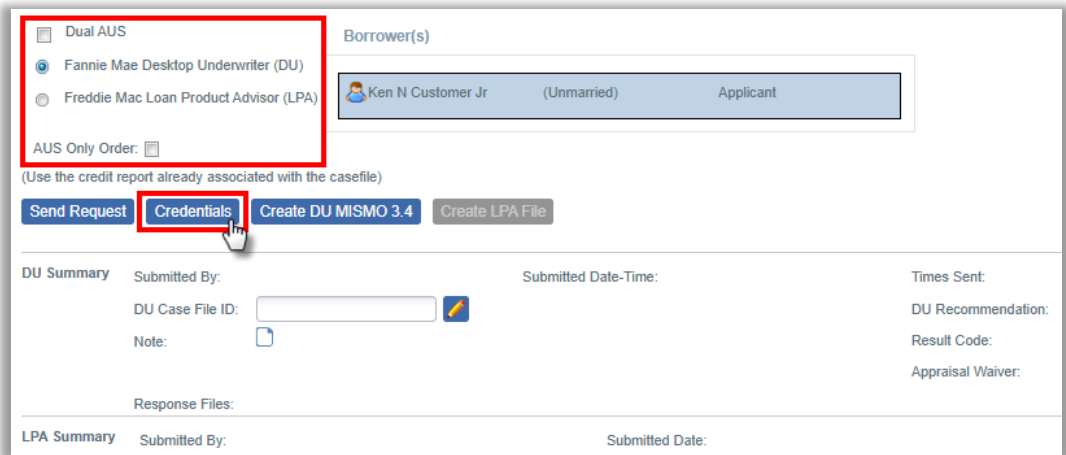 Dual AUS
Borrower(s)
Fannie Mae Desktop Underwriter (DU)
Freddie Mac Loan Product Advisor (LPA)
Ken N Customer Jr (Unmarried) Applicant
AUS Only Order:
(Use the credit report already associated with the casefile)
Send Request Credentials Create DU MISMO 3.4 Create LPA File
DU Summary Submitted By: Submitted Date-Time: Times Sent:
DU Case File ID: DU Recommendation:
Note: Result Code:
Appraisal Waiver:
Response Files:
LPA Summary Submitted By: Submitted Date: